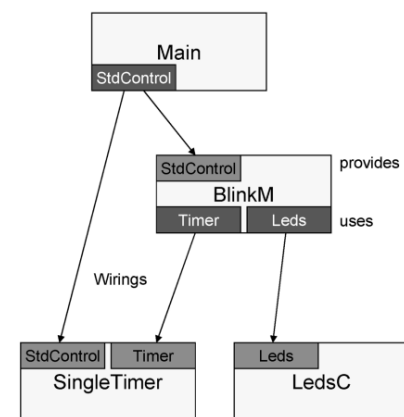 Main
StdControl
StdControl
provides
BlinkM
Timer
Leds
uses
Wirings
StdControl
Timer
Leds
SingleTimer
LedsC